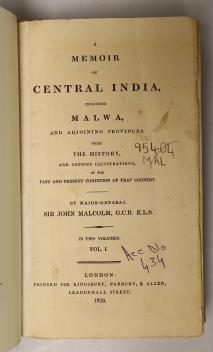 A
MEMOIR
OF
CENTRAL INDIA,
INCLUDING
MALWA,
AND ADJOINING PROVINCES.
WITH
THE HISTORY,
AND COPIOUS ILLUSTRATIONS,
OF THE
PAST AND PRESENT CONDITION OF THAT COUNTRY.
954.04
MAL
BY MAJOR-GENERAL
SIR JOHN MALCOLM, G.C.B. K.L.S.
IN TWO VOLUMES.
VOL. I.
Acc No
434
LONDON:
PRINTED FOR KINGSBURY, PARBURY, & ALLEN,
LEADENHALL STREET;
1823.